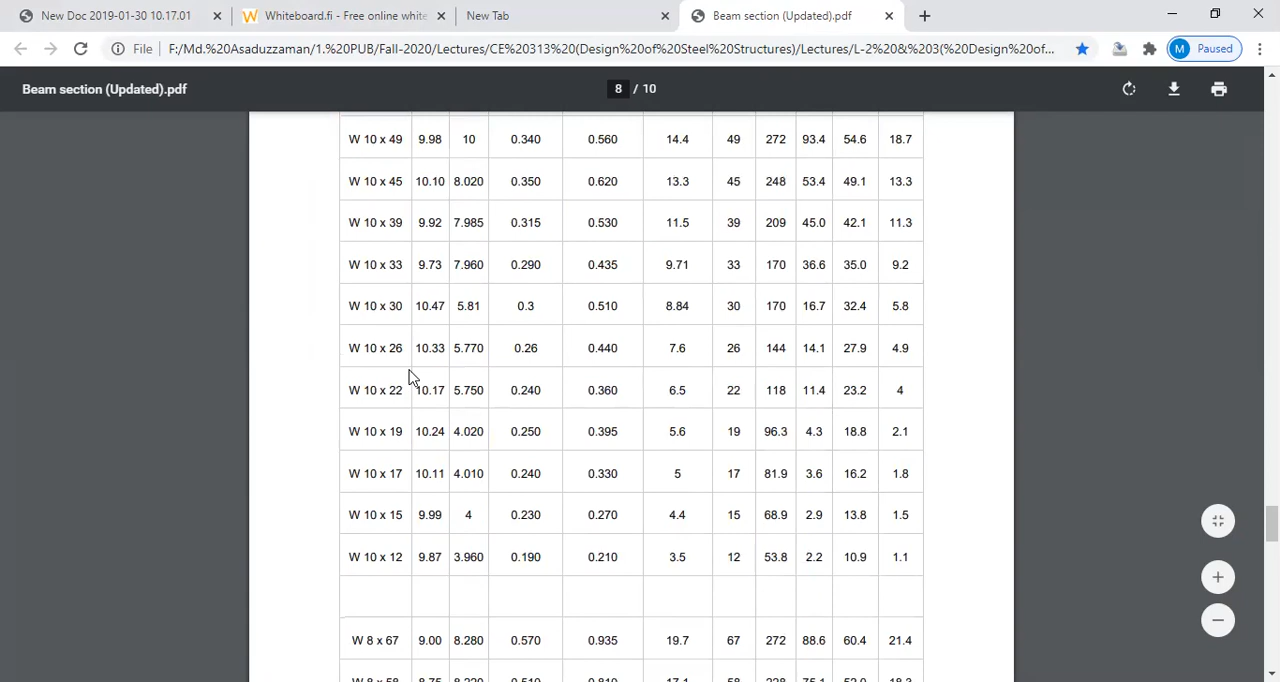 New Doc 2019-01-30 10.17.01
Whiteboard.fi - Free online white
New Tab
Beam section (Updated).pdf
File
F:/Md.%20Asaduzzaman/1.%20PUB/Fall-2020/Lectures/CE%20313%20(Design%20of%20Steel%20Structures)/Lectures/L-2%20&%203(%20Design%20of...
M Paused
Beam section (Updated).pdf
8 / 10
W 10 x 49 9.98 10 0.340 0.560 14.4 49 272 93.4 54.6 18.7
W 10 x 45 10.10 8.020 0.350 0.620 13.3 45 248 53.4 49.1 13.3
W 10 x 39 9.92 7.985 0.315 0.530 11.5 39 209 45.0 42.1 11.3
W 10 x 33 9.73 7.960 0.290 0.435 9.71 33 170 36.6 35.0 9.2
W 10 x 30 10.47 5.81 0.3 0.510 8.84 30 170 16.7 32.4 5.8
W 10 x 26 10.33 5.770 0.26 0.440 7.6 26 144 14.1 27.9 4.9
W 10 x 22 10.17 5.750 0.240 0.360 6.5 22 118 11.4 23.2 4
W 10 x 19 10.24 4.020 0.250 0.395 5.6 19 96.3 4.3 18.8 2.1
W 10 x 17 10.11 4.010 0.240 0.330 5 17 81.9 3.6 16.2 1.8
W 10 x 15 9.99 4 0.230 0.270 4.4 15 68.9 2.9 13.8 1.5
W 10 x 12 9.87 3.960 0.190 0.210 3.5 12 53.8 2.2 10.9 1.1
W 8 x 67 9.00 8.280 0.570 0.935 19.7 67 272 88.6 60.4 21.4